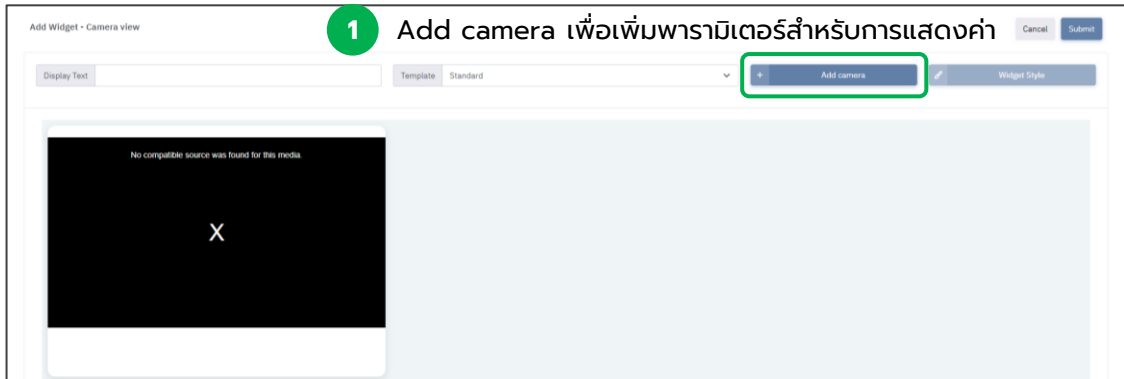 Add Widget - Camera view
1 Add camera เพื่อเพิ่มพารามิเตอร์สำหรับการแสดงค่า
Cancel Submit
Display Text Template Standard + Add camera Widget Style
No compatible source was found for this media.
X